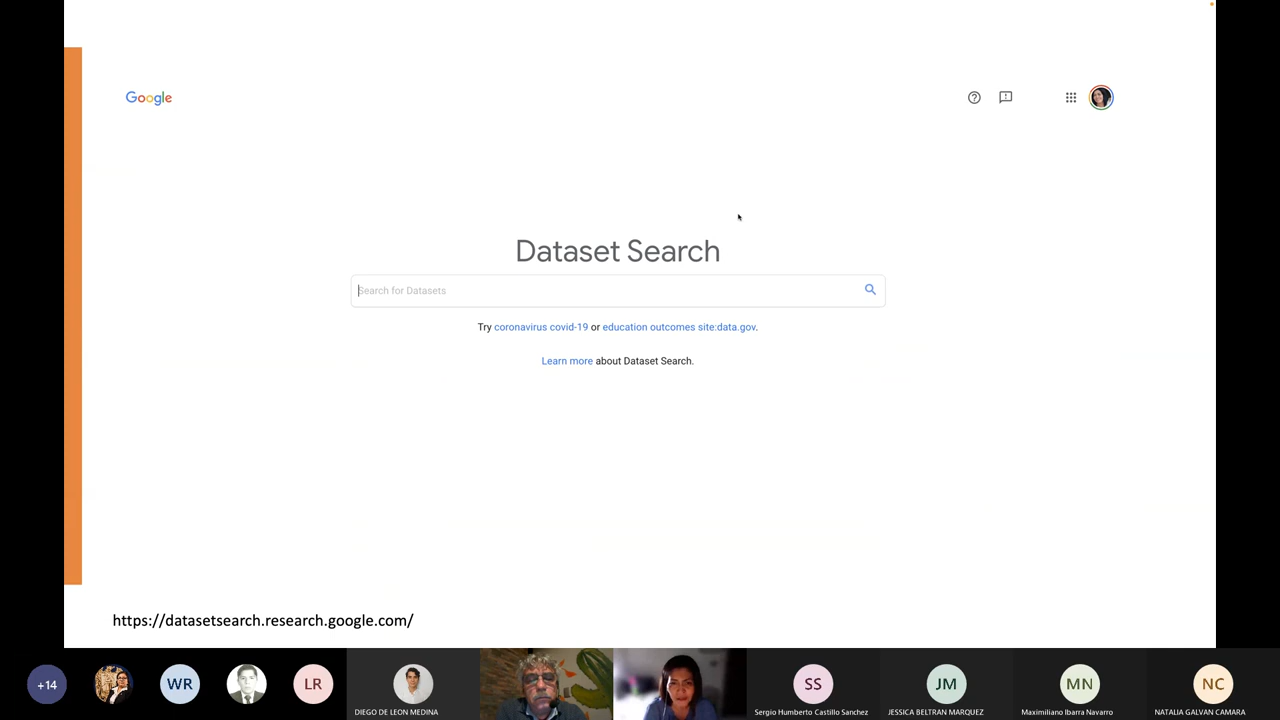 Google
Dataset Search
Search for Datasets
Try coronavirus covid-19 or education outcomes site:data.gov.
Learn more about Dataset Search.
https://datasetsearch.research.google.com/
+14
WR
LR
DIEGO DE LEON MEDINA
SS
Sergio Humberto Castillo Sanchez
JM
JESSICA BELTRAN MARQUEZ
MN
Maximiliano Ibarra Navarro
NC
NATALIA GALVAN CAMARA